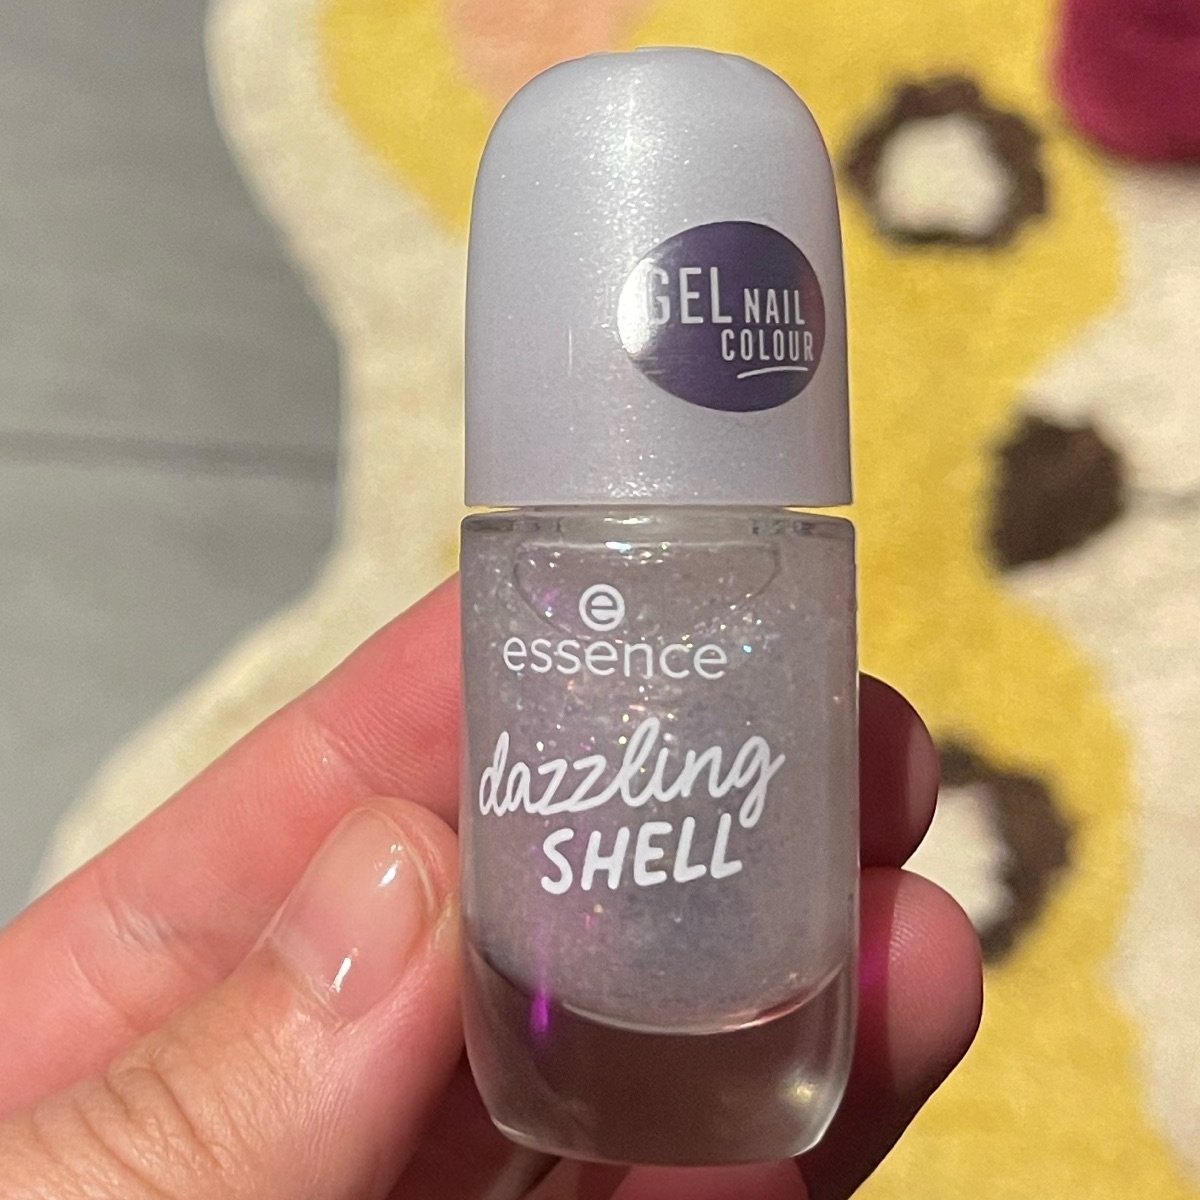 GEL NAIL
COLOUR
e
essence
dazzling
SHELL